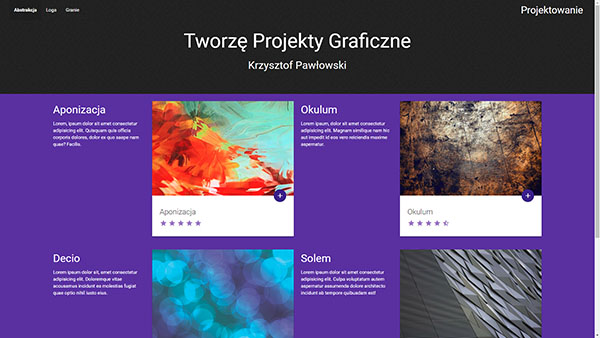 Abstrakcja Loga Granie
Projektowanie
Tworzę Projekty Graficzne
Krzysztof Pawłowski
Aponizacja
Lorem, ipsum dolor sit amet consectetur
adipisicing elit. Quisquam quia officia
corporis dolores, dolor ex quo saepe nam
quae? Facilis.
+
Aponizacja
Okulum
Lorem, ipsum dolor sit amet consectetur
adipisicing elit. Magnam similique nam hic
aut impedit id eos vero reiciendis maxime
aspernatur.
+
Okulum
Decio
Lorem ipsum dolor sit, amet consectetur
adipisicing elit. Doloremque vitae
accusamus incidunt ea molestias fugiat
quae optio nihil iusto eius.
Solem
Lorem ipsum dolor sit amet consectetur
adipisicing elit. Culpa voluptatum autem
aspernatur assumenda dolore architecto
incidunt ab tempore quibusdam est!